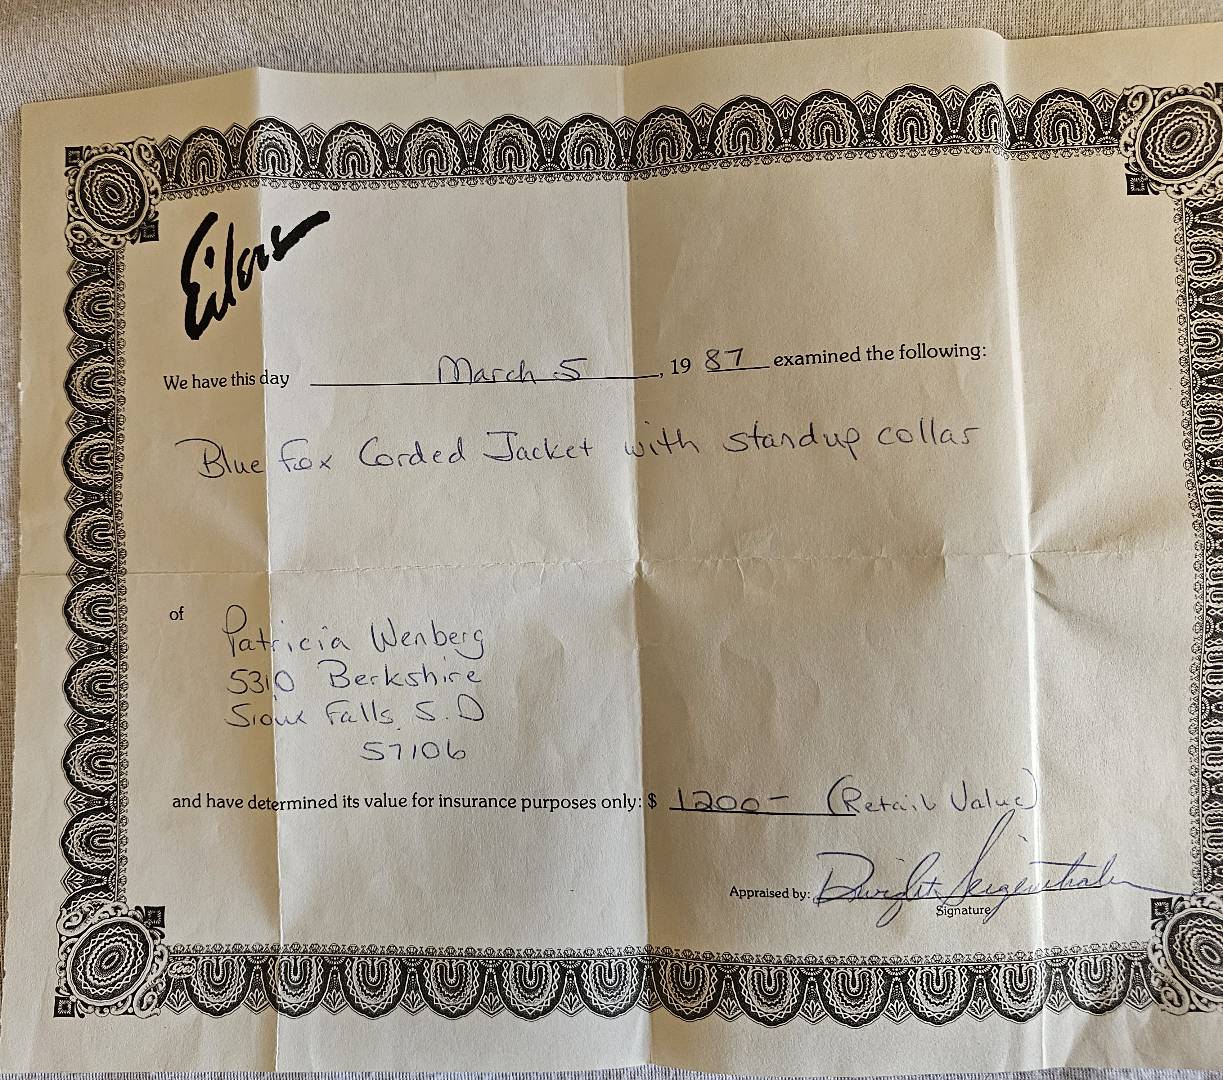 Eilers
We have this day March 5, 1987 examined the following:
Blue Fox Corded Jacket with standup collar
of
Patricia Wenberg
5310 Berkshire
Sioux Falls, S.D
57106
and have determined its value for insurance purposes only: $ 1200- (Retail Value)
Appraised by: Dwight
Signature